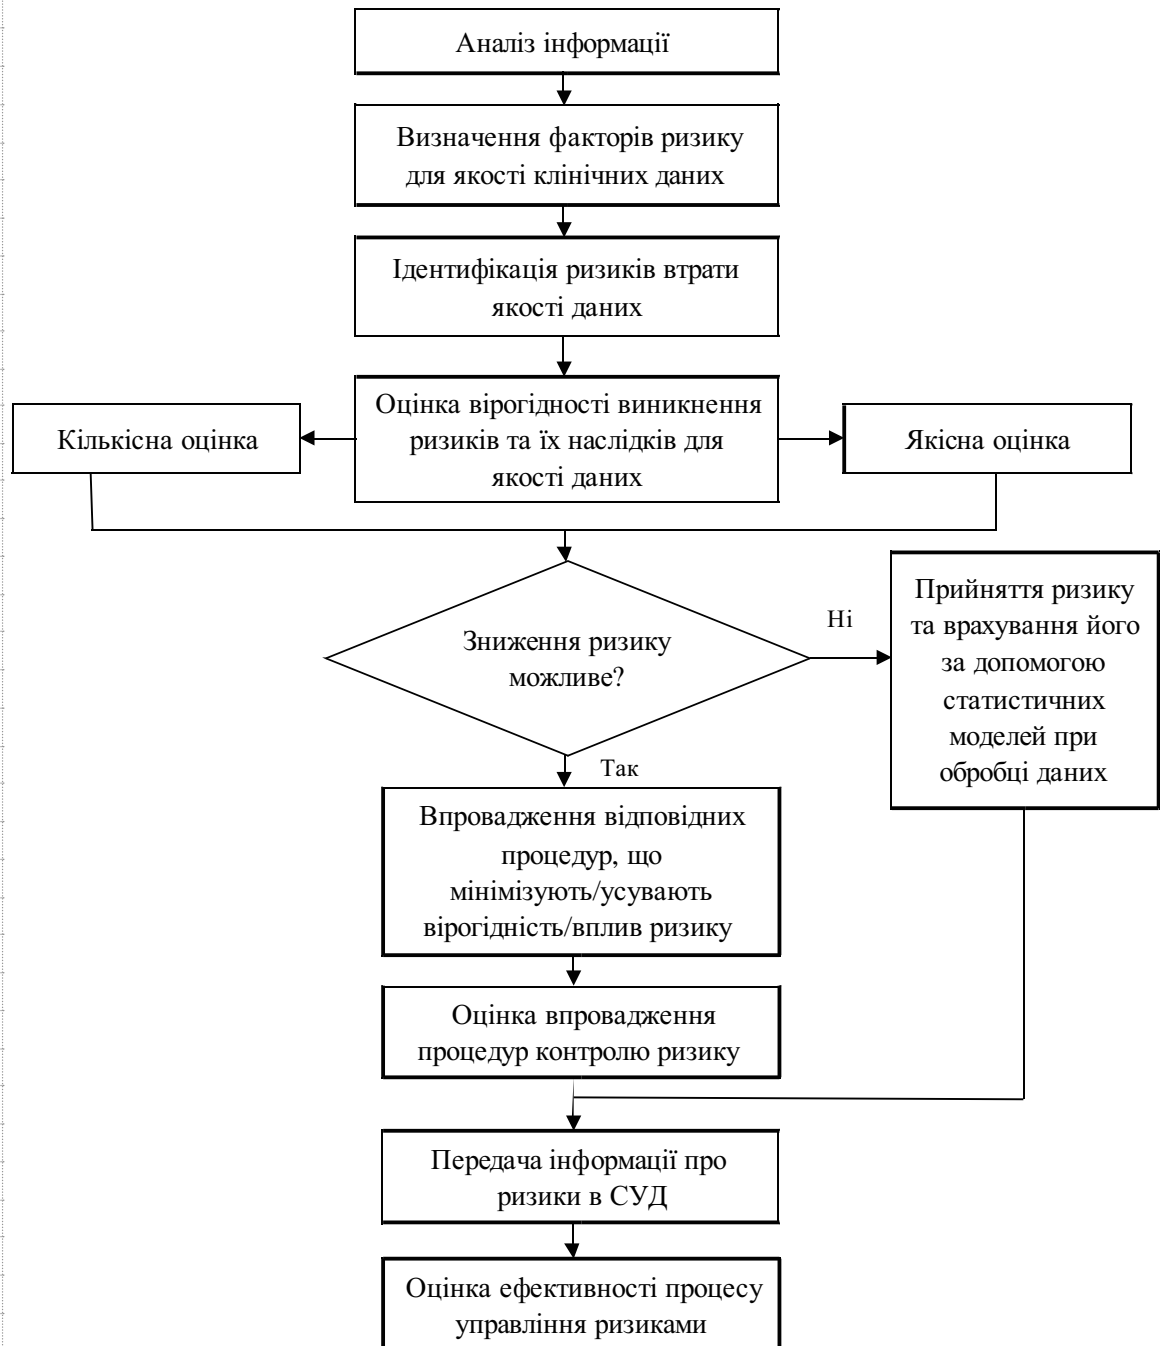 Аналіз інформації
Визначення факторів ризику
для якості клінічних даних
Ідентифікація ризиків втрати
якості даних
Оцінка вірогідності виникнення
ризиків та їх наслідків для
якості даних
Кількісна оцінка
Якісна оцінка
Зниження ризику
можливе?
Ні
Прийняття ризику
та врахування його
за допомогою
статистичних
моделей при
обробці даних
Так
Впровадження відповідних
процедур, що
мінімізують/усувають
вірогідність/вплив ризику
Оцінка впровадження
процедур контролю ризику
Передача інформації про
ризики в СУД
Оцінка ефективності процесу
управління ризиками